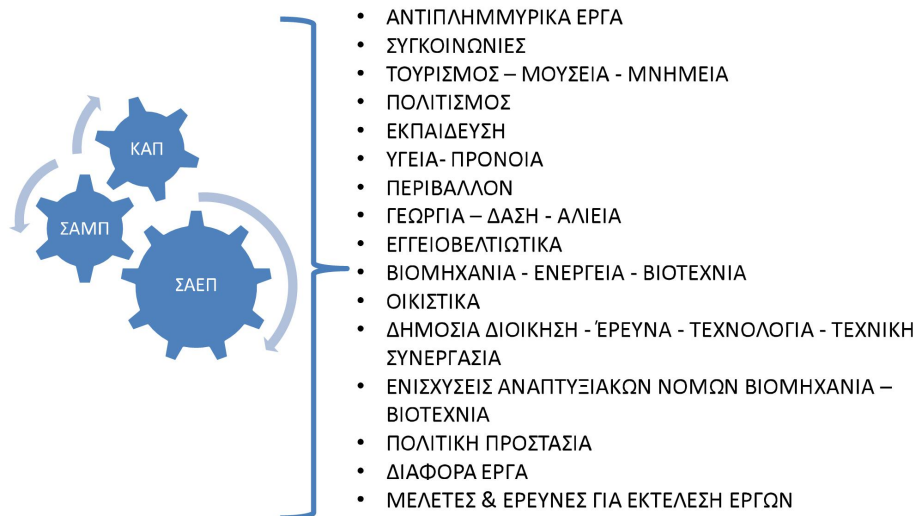 ΚΑΠ
ΣΑΜΠ
ΣΑΕΠ
• ΑΝΤΙΠΛΗΜΜΥΡΙΚΑ ΕΡΓΑ
• ΣΥΓΚΟΙΝΩΝΙΕΣ
• ΤΟΥΡΙΣΜΟΣ – ΜΟΥΣΕΙΑ - ΜΝΗΜΕΙΑ
• ΠΟΛΙΤΙΣΜΟΣ
• ΕΚΠΑΙΔΕΥΣΗ
• ΥΓΕΙΑ- ΠΡΟΝΟΙΑ
• ΠΕΡΙΒΑΛΛΟΝ
• ΓΕΩΡΓΙΑ – ΔΑΣΗ - ΑΛΙΕΙΑ
• ΕΓΓΕΙΟΒΕΛΤΙΩΤΙΚΑ
• ΒΙΟΜΗΧΑΝΙΑ - ΕΝΕΡΓΕΙΑ - ΒΙΟΤΕΧΝΙΑ
• ΟΙΚΙΣΤΙΚΑ
• ΔΗΜΟΣΙΑ ΔΙΟΙΚΗΣΗ - ΈΡΕΥΝΑ - ΤΕΧΝΟΛΟΓΙΑ - ΤΕΧΝΙΚΗ
ΣΥΝΕΡΓΑΣΙΑ
• ΕΝΙΣΧΥΣΕΙΣ ΑΝΑΠΤΥΞΙΑΚΩΝ ΝΟΜΩΝ ΒΙΟΜΗΧΑΝΙΑ –
ΒΙΟΤΕΧΝΙΑ
• ΠΟΛΙΤΙΚΗ ΠΡΟΣΤΑΣΙΑ
• ΔΙΑΦΟΡΑ ΕΡΓΑ
• ΜΕΛΕΤΕΣ & ΕΡΕΥΝΕΣ ΓΙΑ ΕΚΤΕΛΕΣΗ ΕΡΓΩΝ